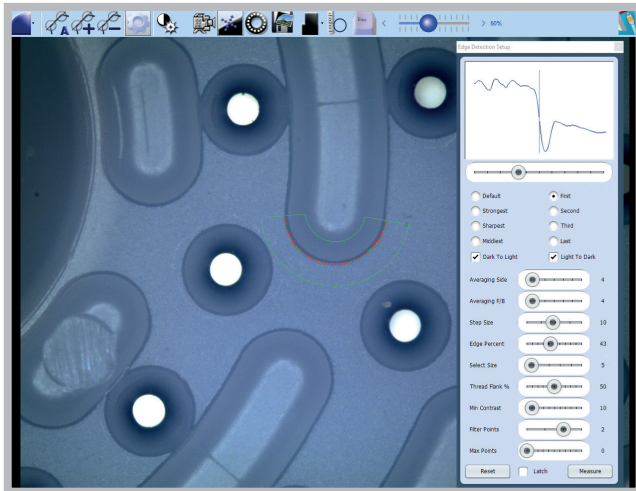 A
Fine
60%
Edge Detection Setup
Default First
Strongest Second
Sharpest Third
Middlest Last
Dark To Light Light To Dark
Averaging Side 4
Averaging F/B 4
Step Size 10
Edge Percent 43
Select Size 5
Thread Flank % 50
Min Contrast 10
Filter Points 2
Max Points 0
Reset Latch Measure